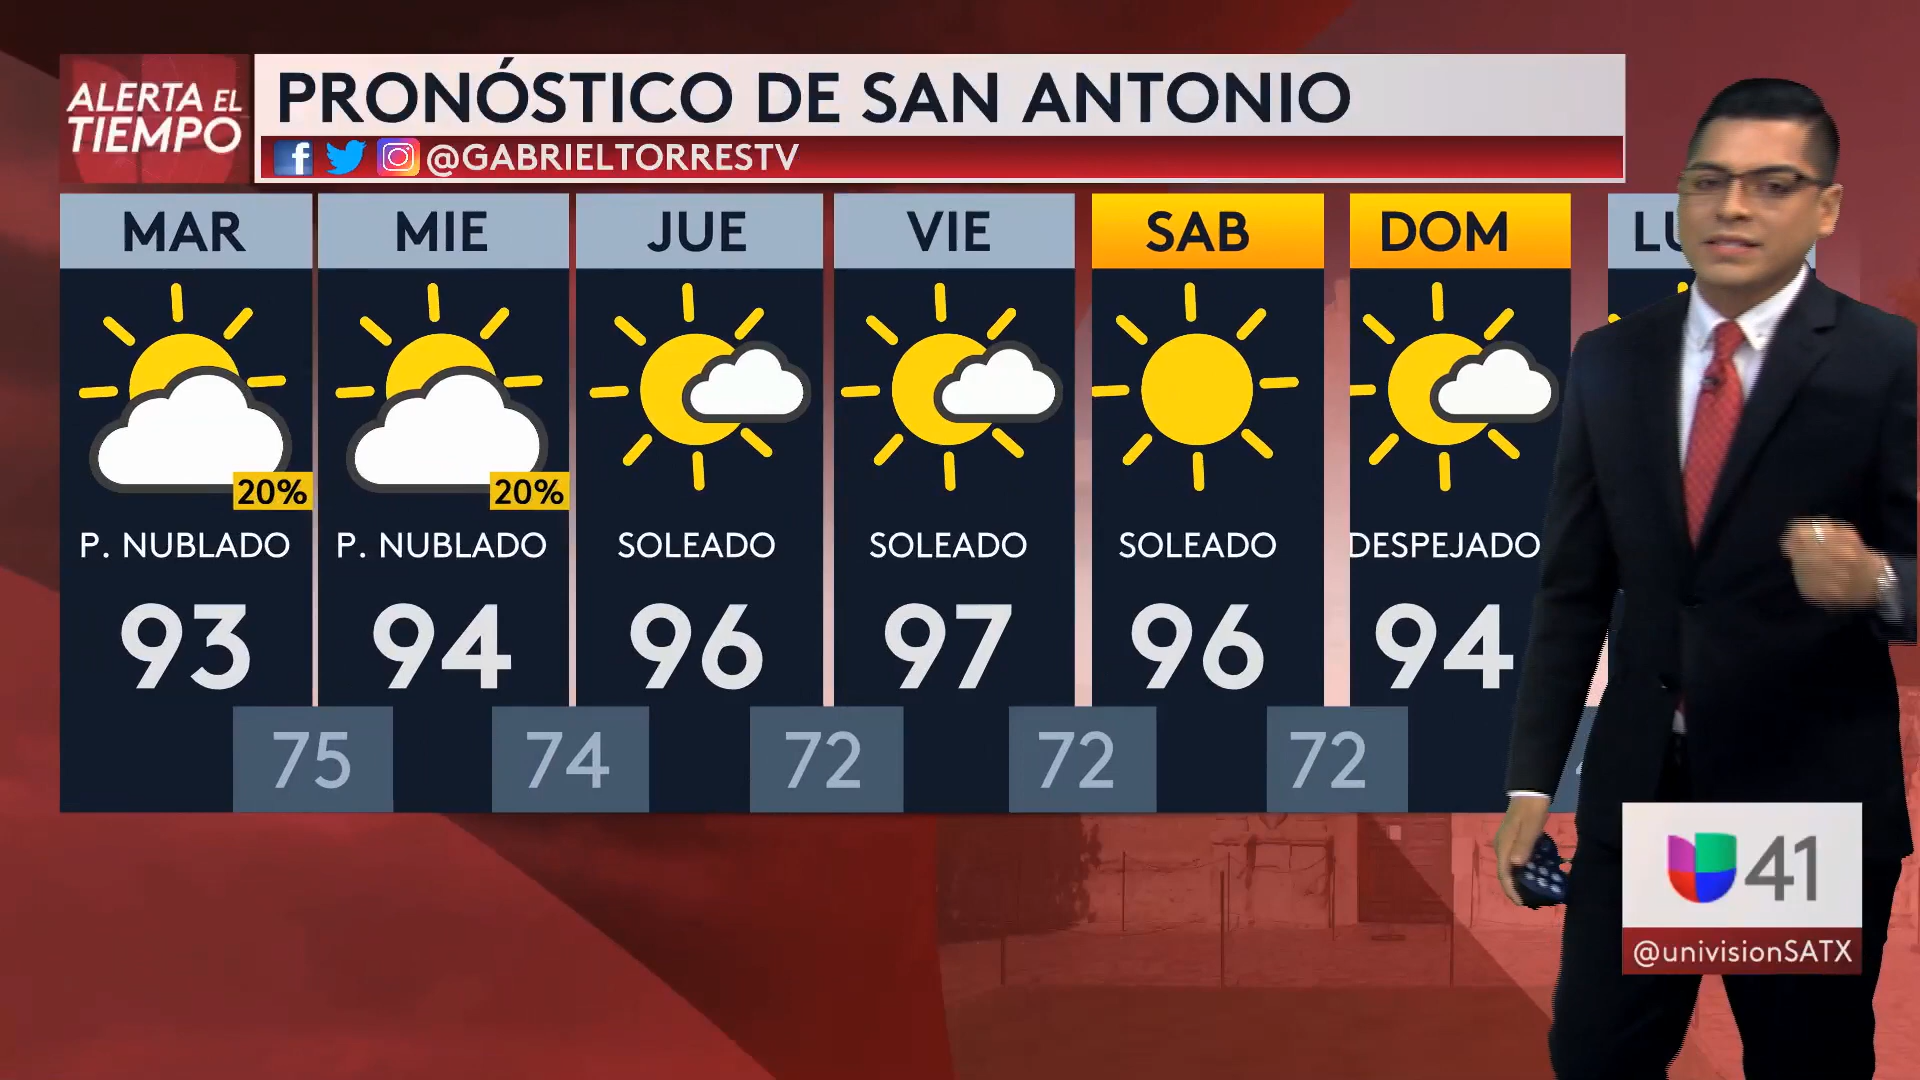 ALERTA EL
TIEMPO
PRONÓSTICO DE SAN ANTONIO
f @GABRIELTORRESTV
MAR MIE JUE VIE SAB DOM LU
20% 20%
P. NUBLADO P. NUBLADO SOLEADO SOLEADO SOLEADO DESPEJADO
93 94 96 97 96 94
75 74 72 72 72
41
@univisionSATX